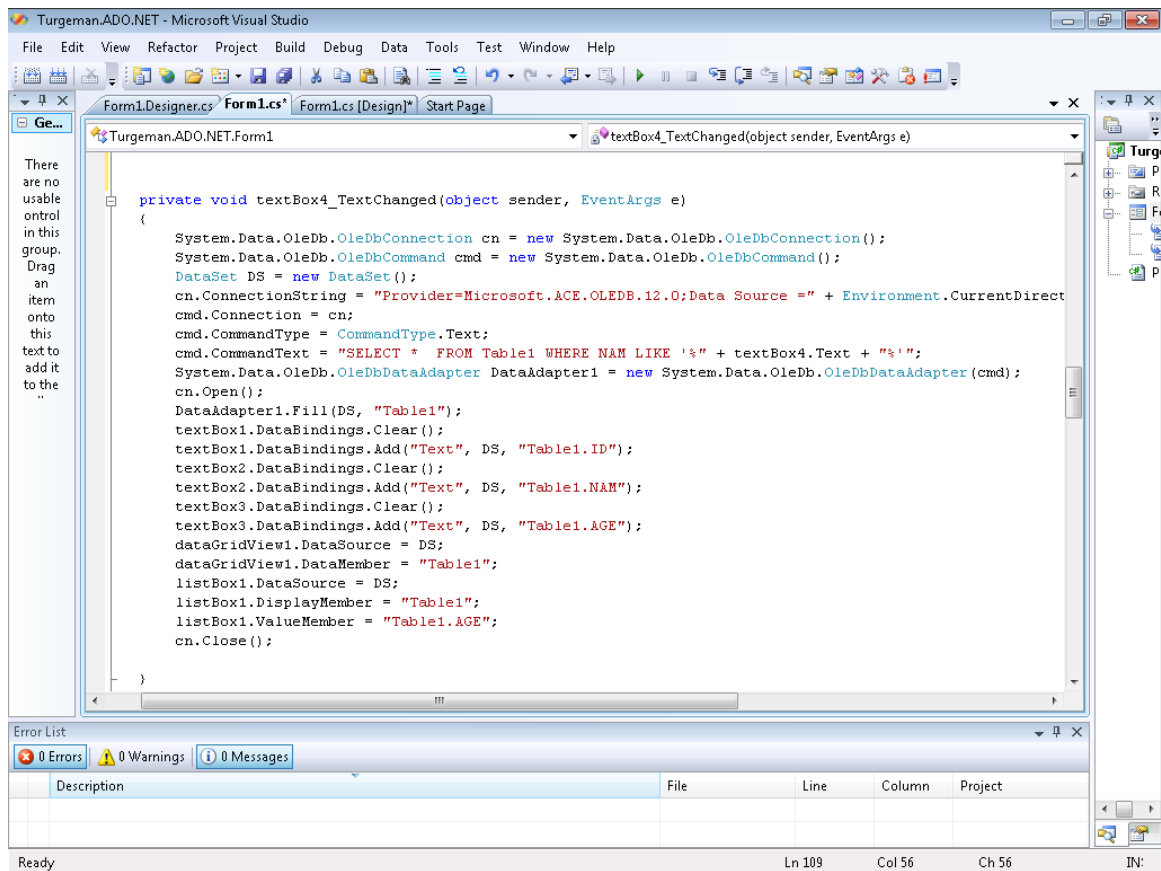 Turgeman.ADO.NET - Microsoft Visual Studio
File Edit View Refactor Project Build Debug Data Tools Test Window Help
Form1.Designer.cs Form1.cs* Form1.cs [Design]* Start Page
Ge...
Turgeman.ADO.NET.Form1 textBox4_TextChanged(object sender, EventArgs e)
There
are no
usable
ontrol
in this
group.
Drag
an
item
onto
this
text to
add it
to the
private void textBox4_TextChanged(object sender, EventArgs e)
{
System.Data.OleDb.OleDbConnection cn = new System.Data.OleDb.OleDbConnection();
System.Data.OleDb.OleDbCommand cmd = new System.Data.OleDb.OleDbCommand();
DataSet DS = new DataSet();
cn.ConnectionString = "Provider=Microsoft.ACE.OLEDB.12.0;Data Source =" + Environment.CurrentDirect
cmd.Connection = cn;
cmd.CommandType = CommandType.Text;
cmd.CommandText = "SELECT *  FROM Table1 WHERE NAM LIKE '%" + textBox4.Text + "%'";
System.Data.OleDb.OleDbDataAdapter DataAdapter1 = new System.Data.OleDb.OleDbDataAdapter(cmd);
cn.Open();
DataAdapter1.Fill(DS, "Table1");
textBox1.DataBindings.Clear();
textBox1.DataBindings.Add("Text", DS, "Table1.ID");
textBox2.DataBindings.Clear();
textBox2.DataBindings.Add("Text", DS, "Table1.NAM");
textBox3.DataBindings.Clear();
textBox3.DataBindings.Add("Text", DS, "Table1.AGE");
dataGridView1.DataSource = DS;
dataGridView1.DataMember = "Table1";
listBox1.DataSource = DS;
listBox1.DisplayMember = "Table1";
listBox1.ValueMember = "Table1.AGE";
cn.Close();
}
Turg
P
R
F
P
Error List
0 Errors 0 Warnings 0 Messages
Description File Line Column Project
Ready Ln 109 Col 56 Ch 56 IN